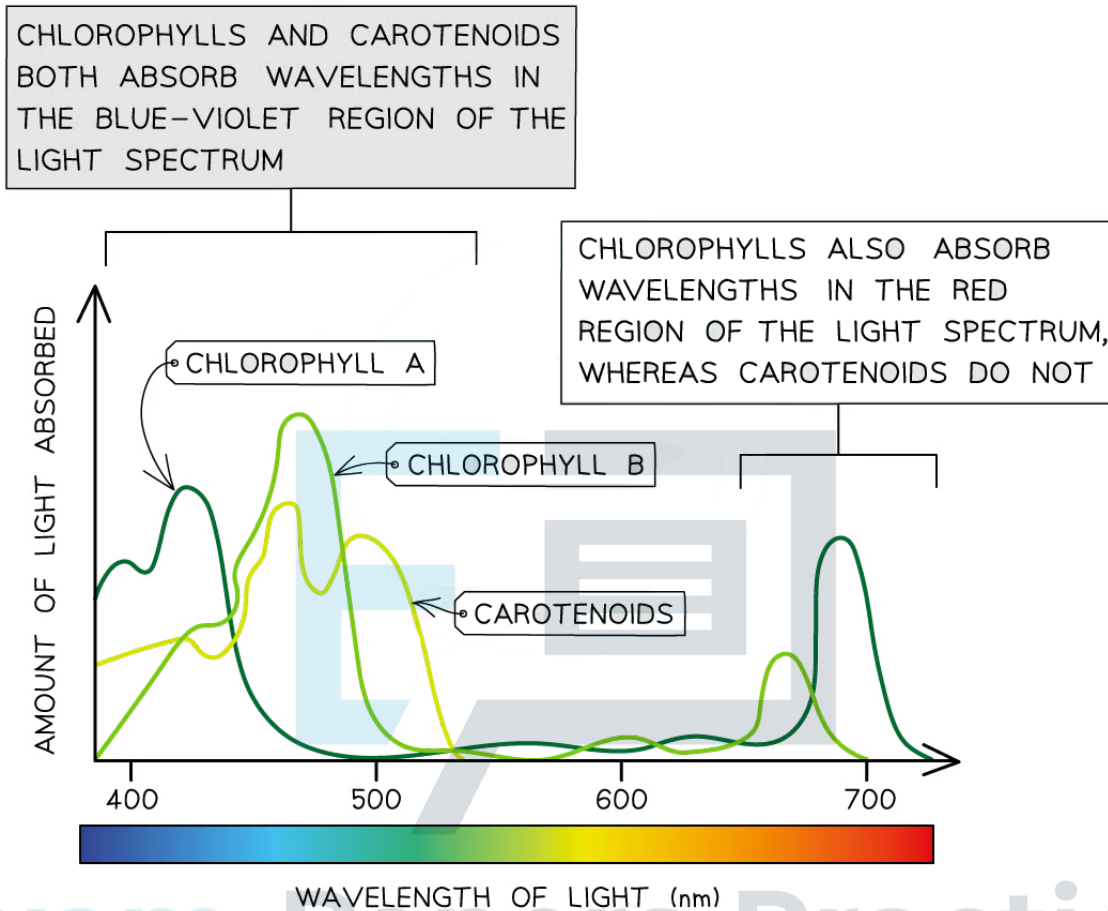 CHLOROPHYLLS AND CAROTENOIDS
BOTH ABSORB WAVELENGTHS IN
THE BLUE-VIOLET REGION OF THE
LIGHT SPECTRUM
CHLOROPHYLLS ALSO ABSORB
WAVELENGTHS IN THE RED
REGION OF THE LIGHT SPECTRUM,
WHEREAS CAROTENOIDS DO NOT
AMOUNT OF LIGHT ABSORBED
CHLOROPHYLL A
CHLOROPHYLL B
CAROTENOIDS
400 500 600 700
WAVELENGTH OF LIGHT (nm)